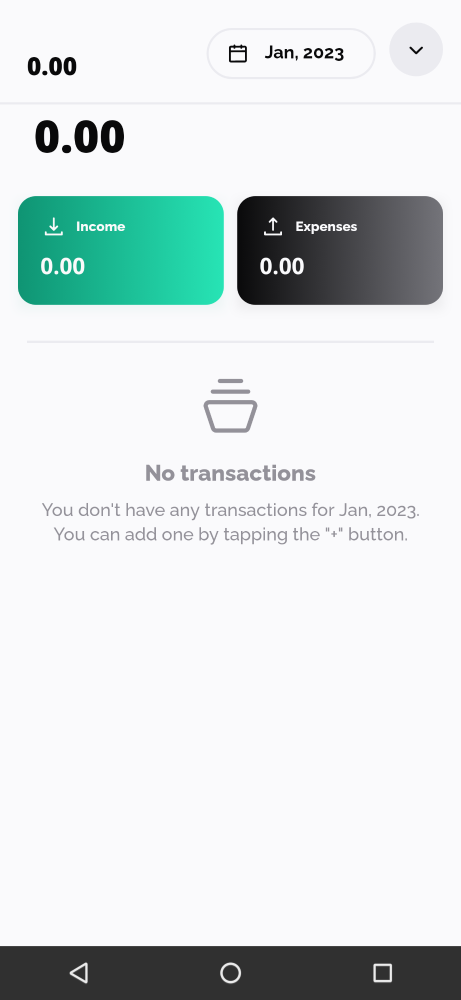 0.00
Jan, 2023
0.00
Income
0.00
Expenses
0.00
No transactions
You don't have any transactions for Jan, 2023.
You can add one by tapping the "+" button.